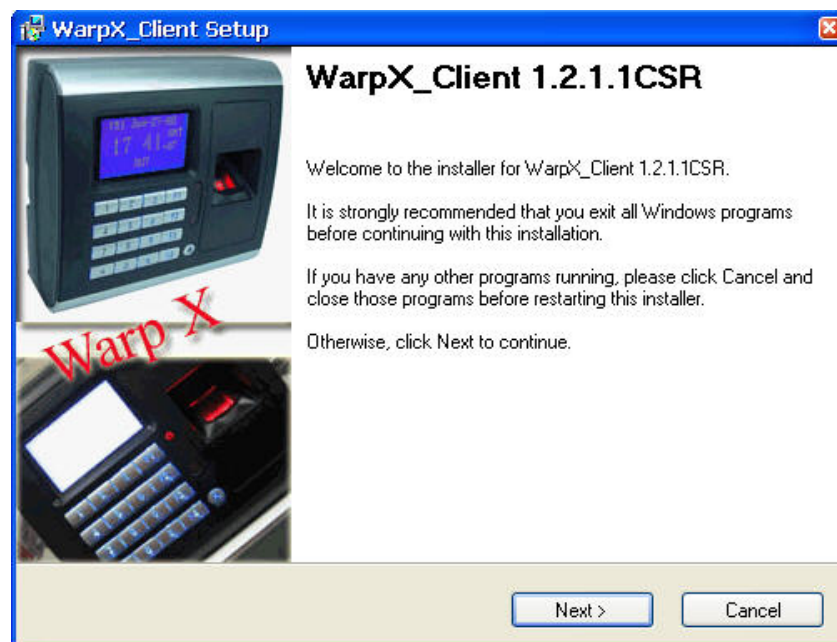 WarpX_Client Setup
WarpX_Client 1.2.1.1CSR
Welcome to the installer for WarpX_Client 1.2.1.1CSR.
It is strongly recommended that you exit all Windows programs
before continuing with this installation.
If you have any other programs running, please click Cancel and
close those programs before restarting this installer.
Otherwise, click Next to continue.
17 41
Warp X
Next >
Cancel